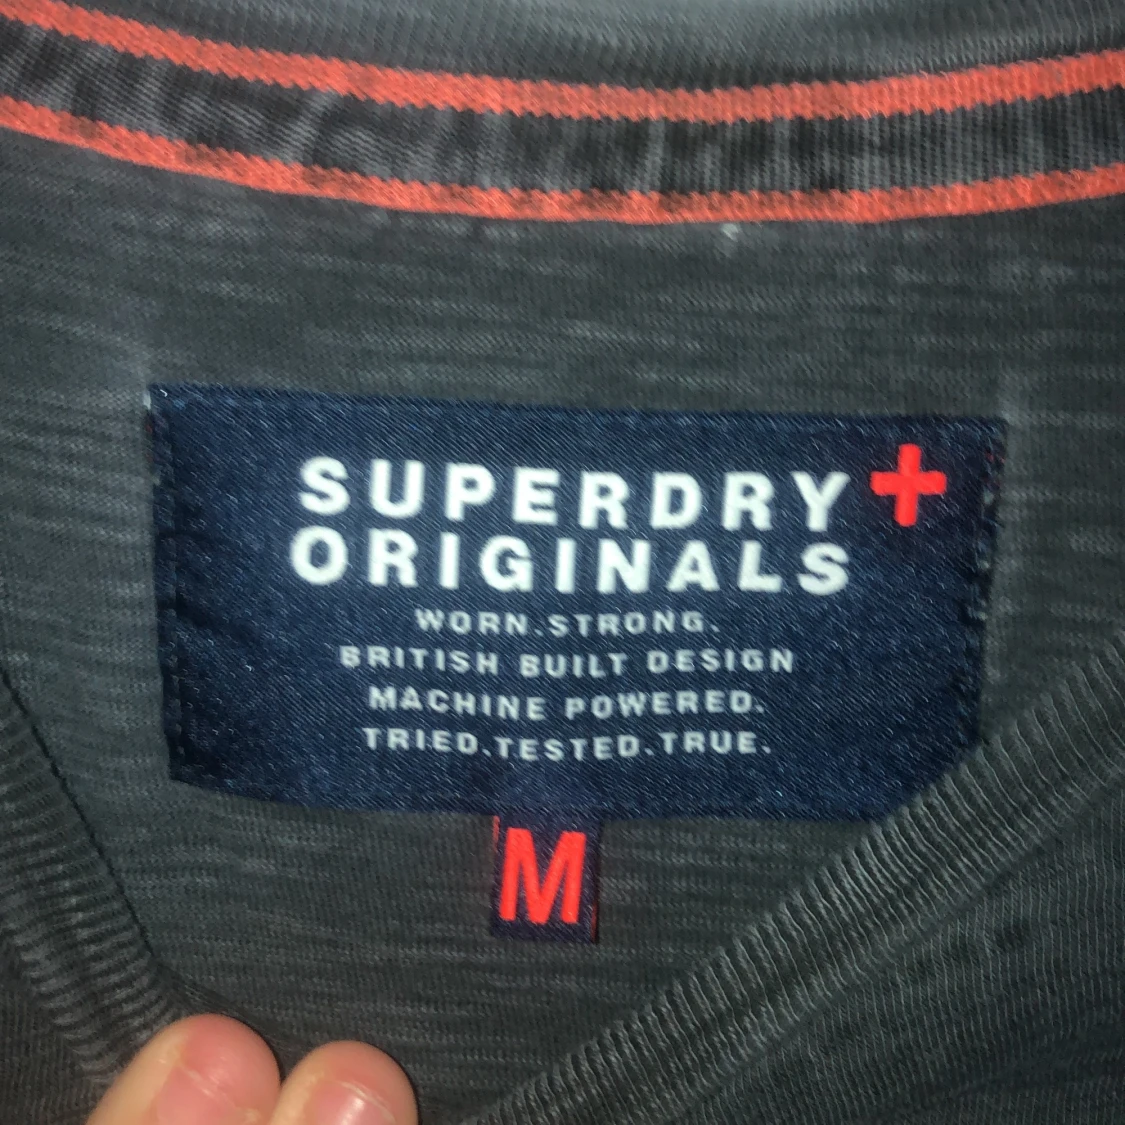 SUPERDRY+
ORIGINALS
WORN.STRONG.
BRITISH BUILT DESIGN
MACHINE POWERED.
TRIED.TESTED.TRUE.
M